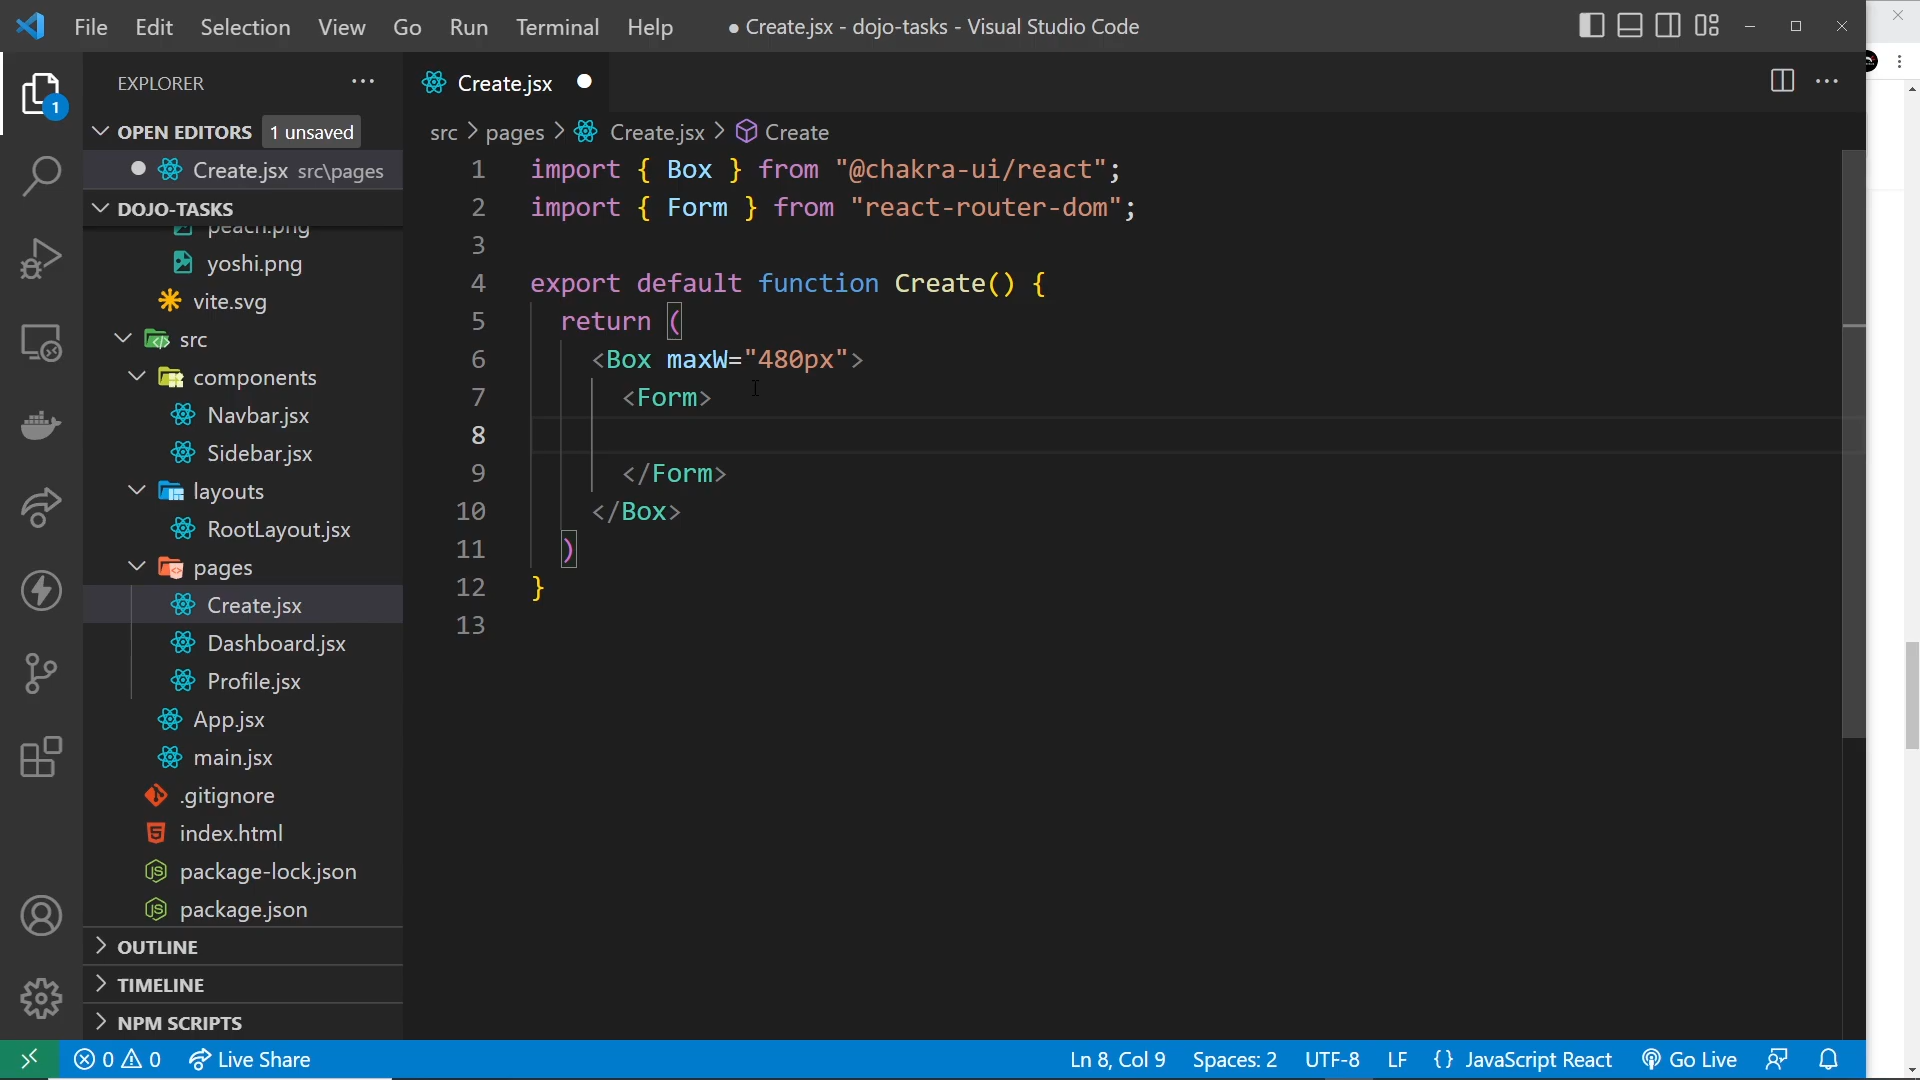 File Edit Selection View Go Run Terminal Help ● Create.jsx - dojo-tasks - Visual Studio Code
EXPLORER
1
OPEN EDITORS 1 unsaved
Create.jsx src\pages
DOJO-TASKS
peach.png
yoshi.png
vite.svg
src
components
Navbar.jsx
Sidebar.jsx
layouts
RootLayout.jsx
pages
Create.jsx
Dashboard.jsx
Profile.jsx
App.jsx
main.jsx
.gitignore
index.html
package-lock.json
package.json
OUTLINE
TIMELINE
NPM SCRIPTS
Create.jsx
src > pages > Create.jsx > Create
1 import { Box } from "@chakra-ui/react";
2 import { Form } from "react-router-dom";
3
4 export default function Create() {
5 return (
6 <Box maxW="480px">
7 <Form>
8
9 </Form>
10 </Box>
11 )
12 }
13
0 0 Live Share Ln 8, Col 9 Spaces: 2 UTF-8 LF {} JavaScript React Go Live